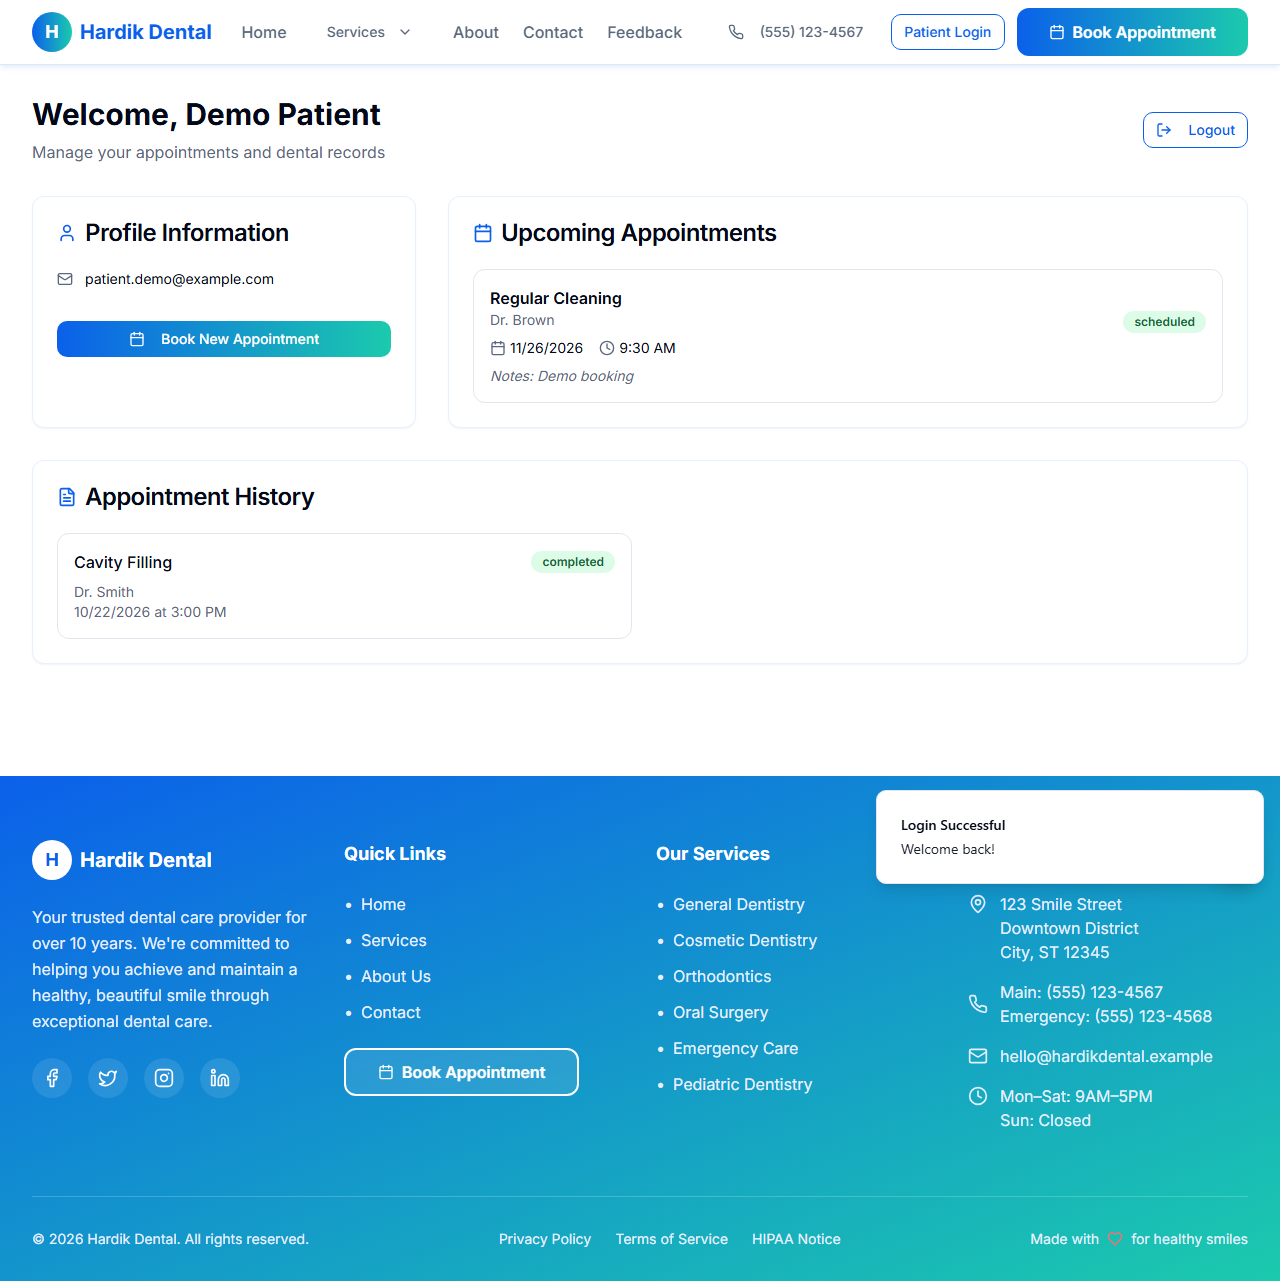 H Hardik Dental Home Services About Contact Feedback (555) 123-4567 Patient Login Book Appointment
Welcome, Demo Patient
Manage your appointments and dental records
Logout
Profile Information
patient.demo@example.com
Book New Appointment
Upcoming Appointments
Regular Cleaning
Dr. Brown
11/26/2026 9:30 AM
Notes: Demo booking
scheduled
Appointment History
Cavity Filling
completed
Dr. Smith
10/22/2026 at 3:00 PM
H Hardik Dental
Your trusted dental care provider for
over 10 years. We're committed to
helping you achieve and maintain a
healthy, beautiful smile through
exceptional dental care.
Quick Links
• Home
• Services
• About Us
• Contact
Book Appointment
Our Services
• General Dentistry
• Cosmetic Dentistry
• Orthodontics
• Oral Surgery
• Emergency Care
• Pediatric Dentistry
Login Successful
Welcome back!
123 Smile Street
Downtown District
City, ST 12345
Main: (555) 123-4567
Emergency: (555) 123-4568
hello@hardikdental.example
Mon–Sat: 9AM–5PM
Sun: Closed
© 2026 Hardik Dental. All rights reserved.
Privacy Policy Terms of Service HIPAA Notice
Made with for healthy smiles